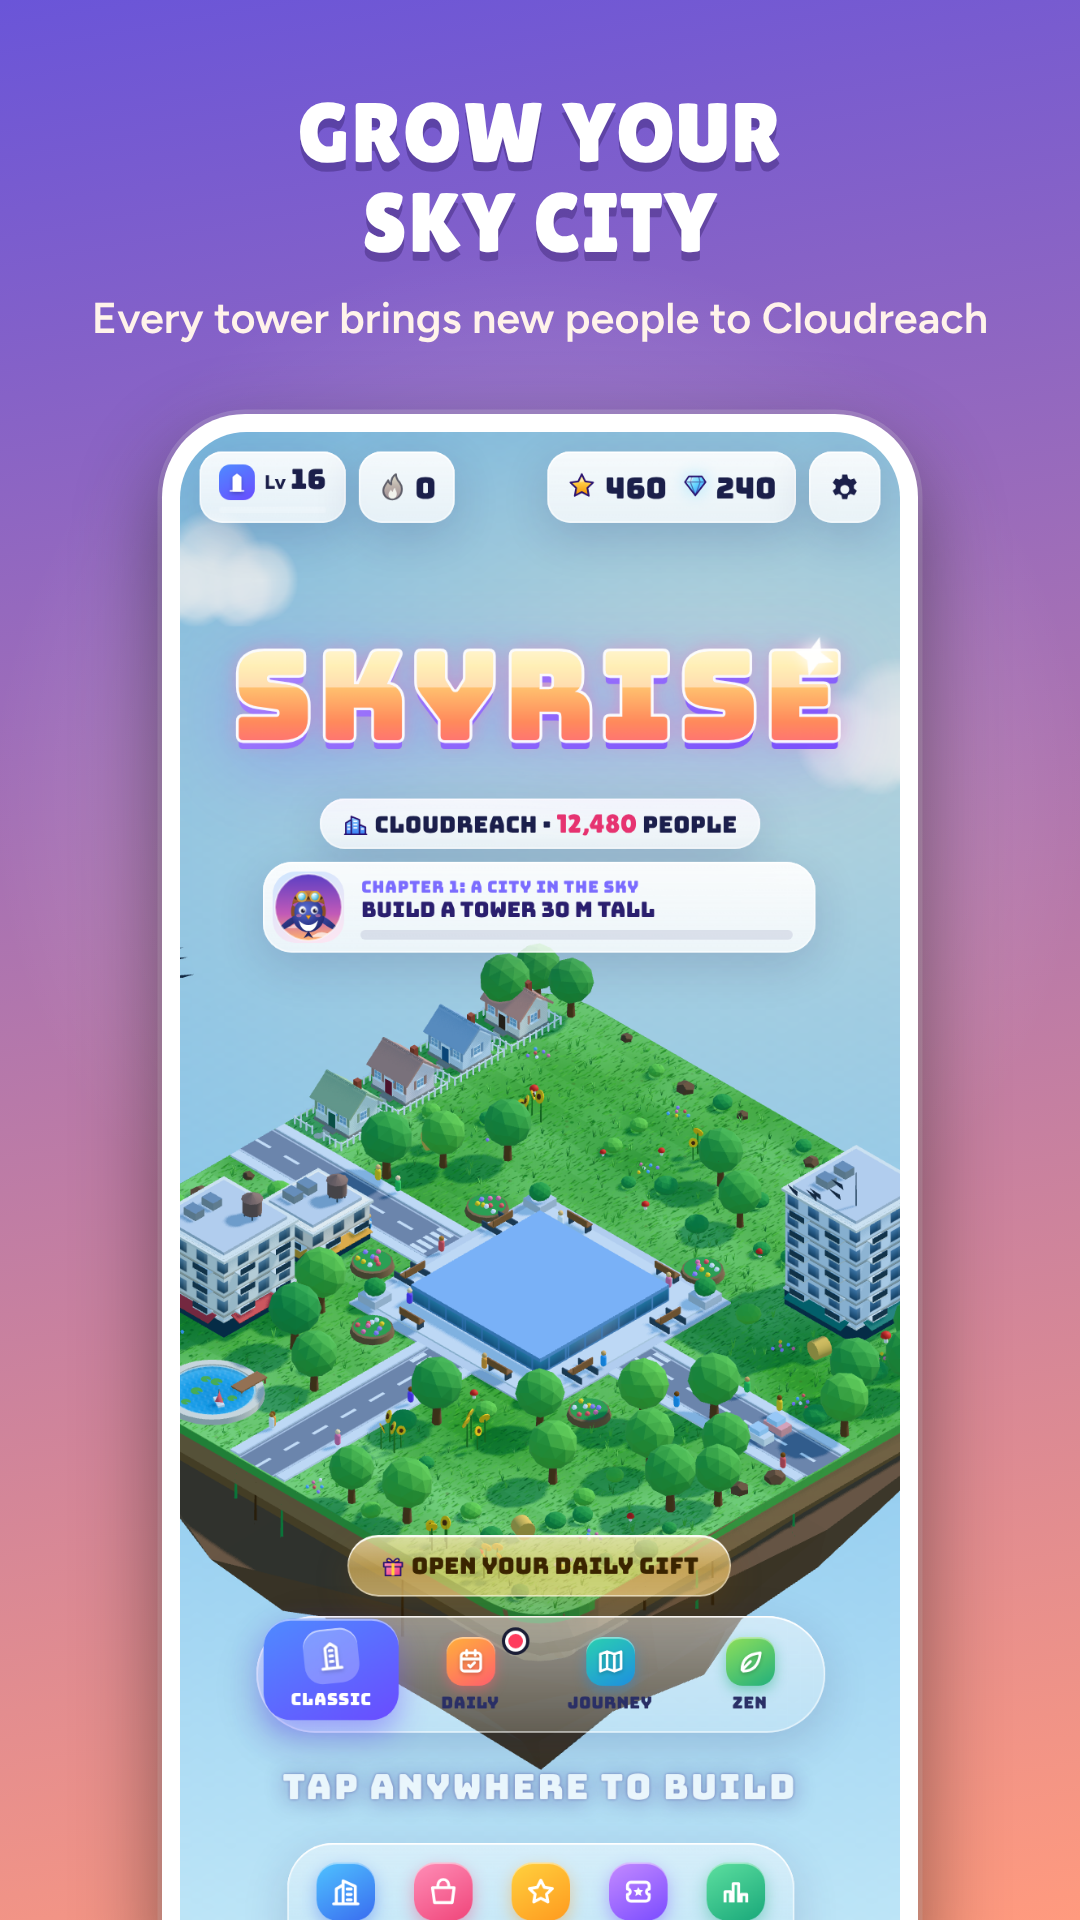 GROW YOUR
SKY CITY
Every tower brings new people to Cloudreach
Lv 16
0
460
240
SKYRISE
CLOUDREACH · 12,480 PEOPLE
CHAPTER 1: A CITY IN THE SKY
BUILD A TOWER 30 M TALL
OPEN YOUR DAILY GIFT
CLASSIC
DAILY
JOURNEY
ZEN
TAP ANYWHERE TO BUILD